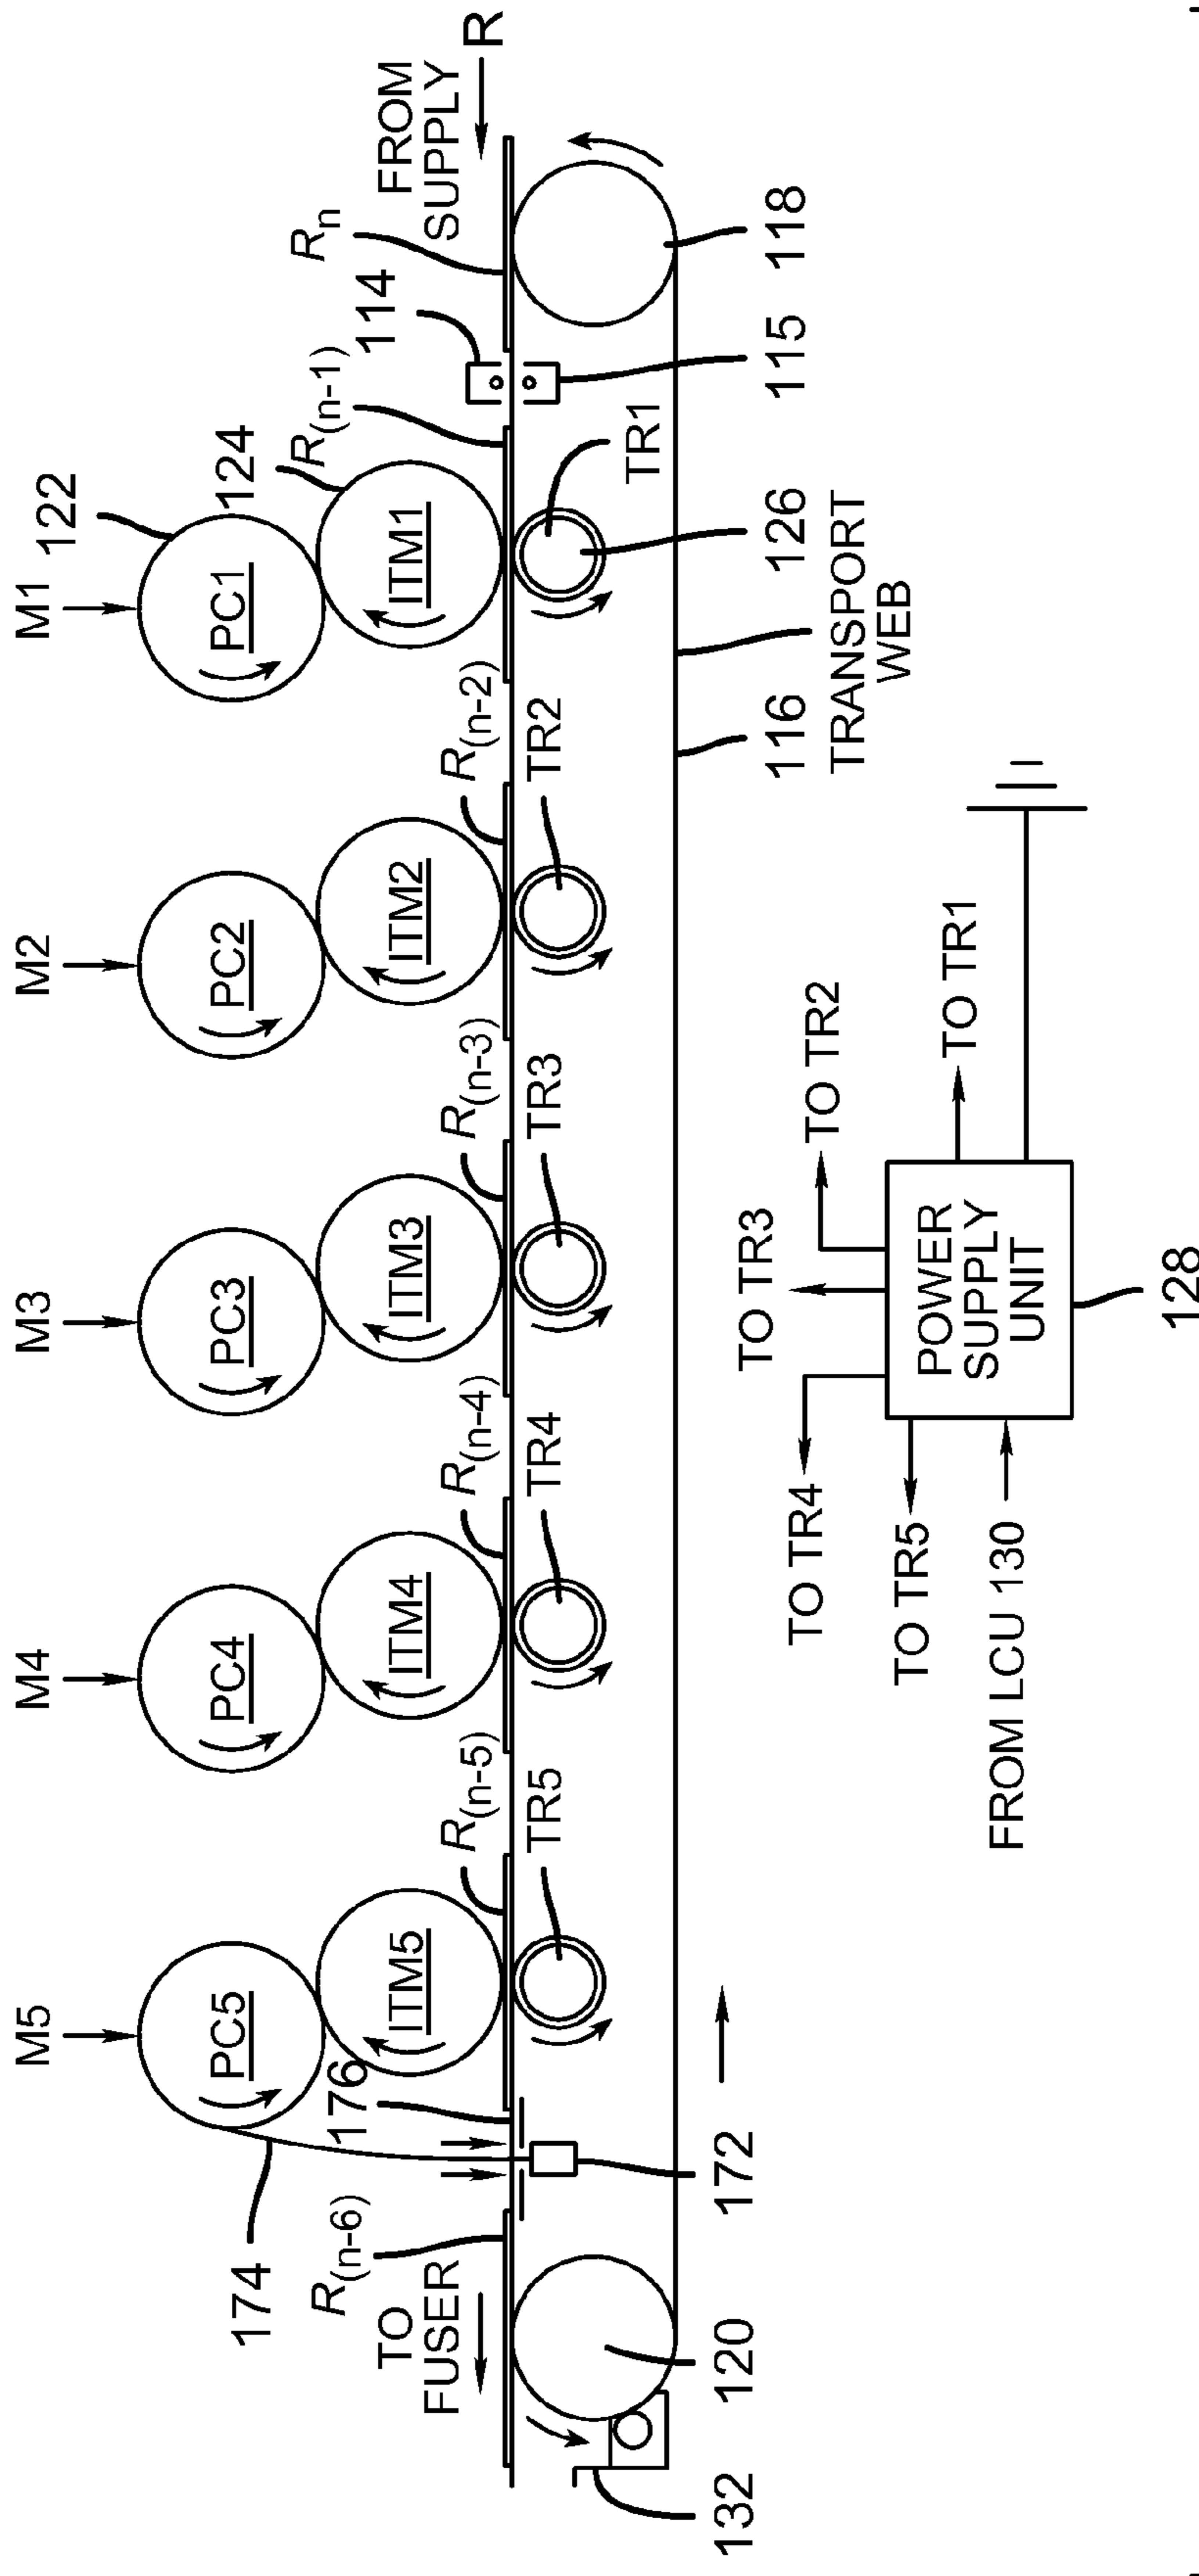 M5
M4
M3
M2
M1
122
PC5
PC4
PC3
PC2
PC1
124
174
176
ITM5
ITM4
ITM3
ITM2
ITM1
R(n-6)
R(n-5)
R(n-4)
R(n-3)
R(n-2)
R(n-1)
114
Rn
TO
FUSER
FROM
SUPPLY
R
TR5
TR4
TR3
TR2
TR1
132
120
172
116
126
115
118
TRANSPORT
WEB
TO TR4
TO TR3
TO TR2
TO TR5
TO TR1
FROM LCU 130
POWER
SUPPLY
UNIT
128